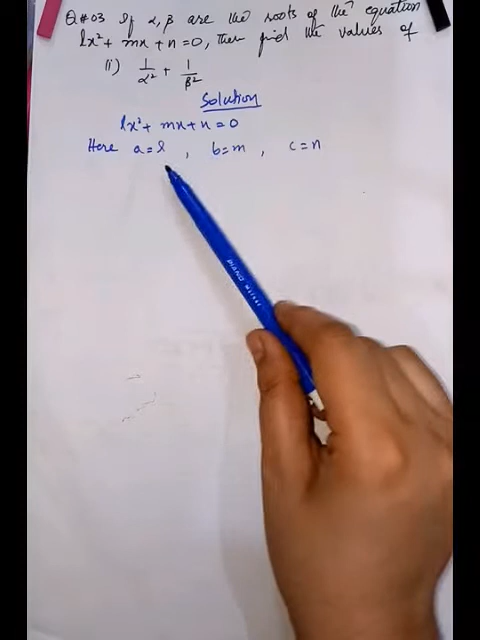 Q#03 If α, β are the roots of the equation
lx² + mx + n = 0, then find the values of
(ii) 1/α² + 1/β²
Solution
lx² + mx + n = 0
Here a = l , b = m , c = n
PIANO